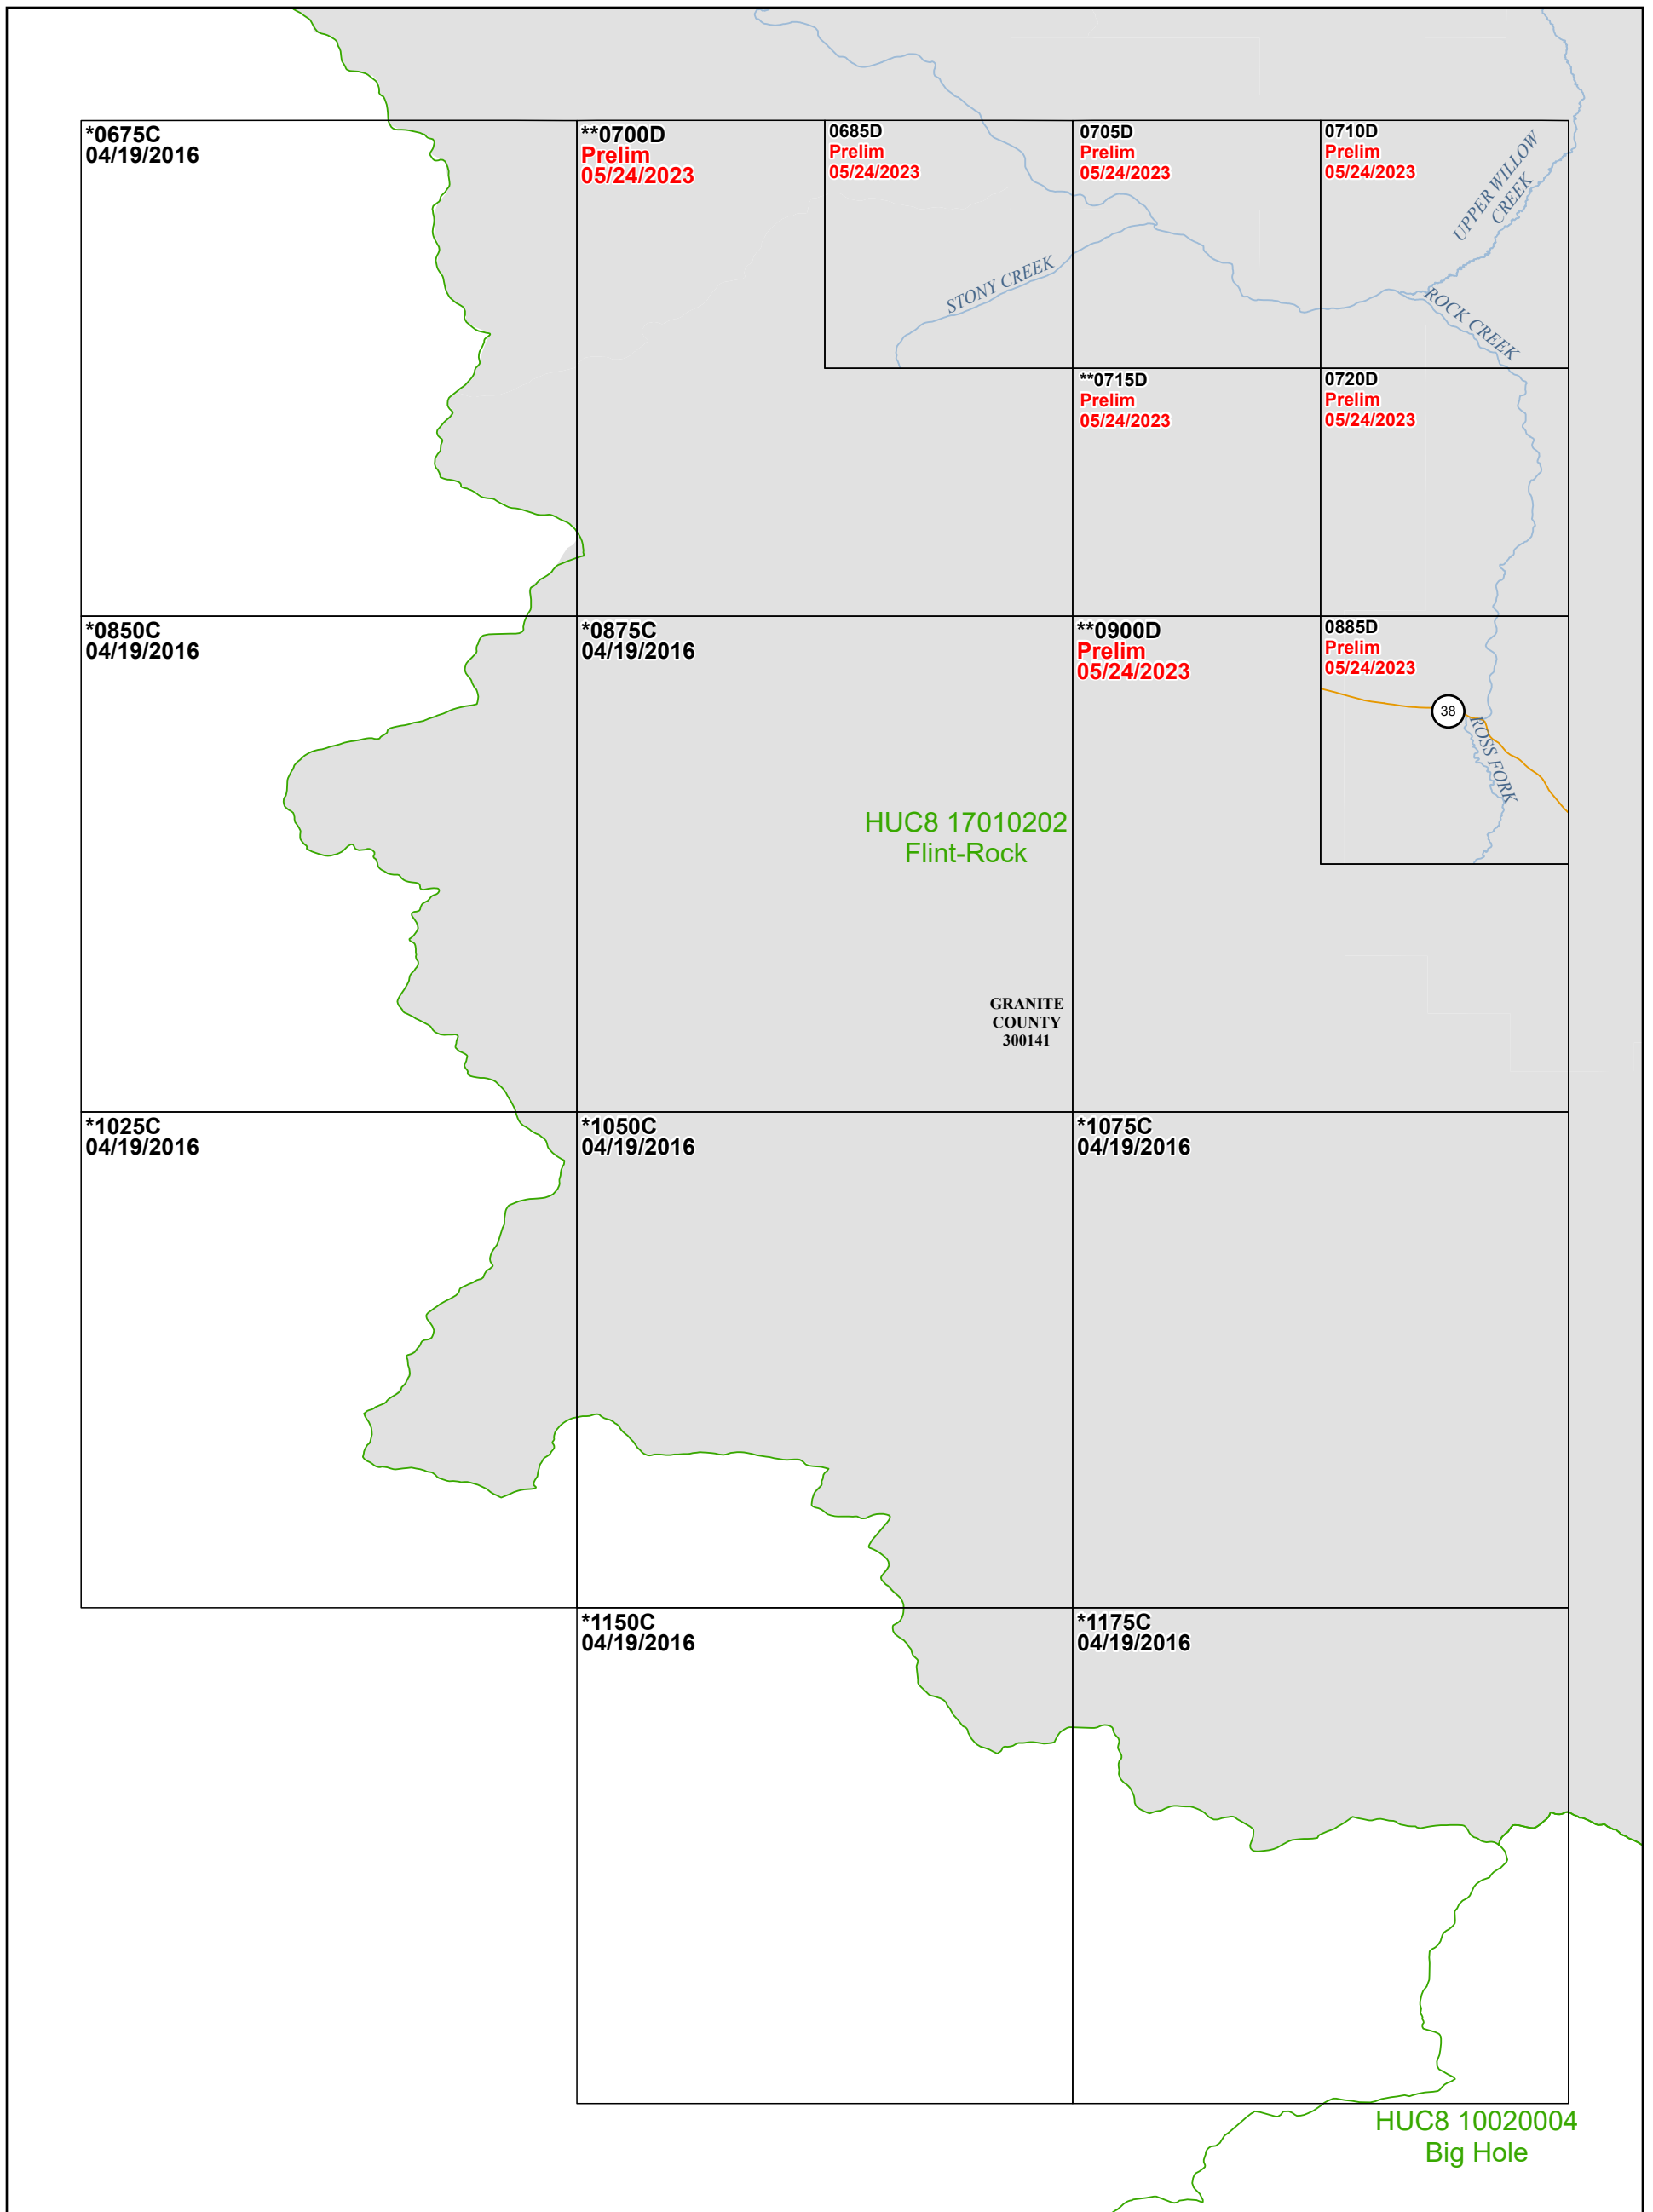 *0675C
04/19/2016
**0700D
Prelim
05/24/2023
0685D
Prelim
05/24/2023
0705D
Prelim
05/24/2023
0710D
Prelim
05/24/2023
UPPER WILLOW
CREEK
STONY CREEK
ROCK CREEK
**0715D
Prelim
05/24/2023
0720D
Prelim
05/24/2023
*0850C
04/19/2016
*0875C
04/19/2016
**0900D
Prelim
05/24/2023
0885D
Prelim
05/24/2023
38
ROSS FORK
HUC8 17010202
Flint-Rock
GRANITE
COUNTY
300141
*1025C
04/19/2016
*1050C
04/19/2016
*1075C
04/19/2016
*1150C
04/19/2016
*1175C
04/19/2016
HUC8 10020004
Big Hole